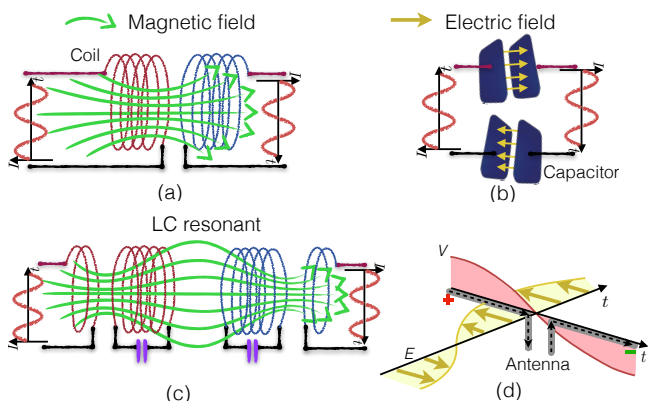 Magnetic field
Electric field
Coil
t
I
I
t
(a)
t
I
I
t
Capacitor
(b)
LC resonant
t
I
I
t
(c)
V
t
+
E
Antenna
-
t
(d)